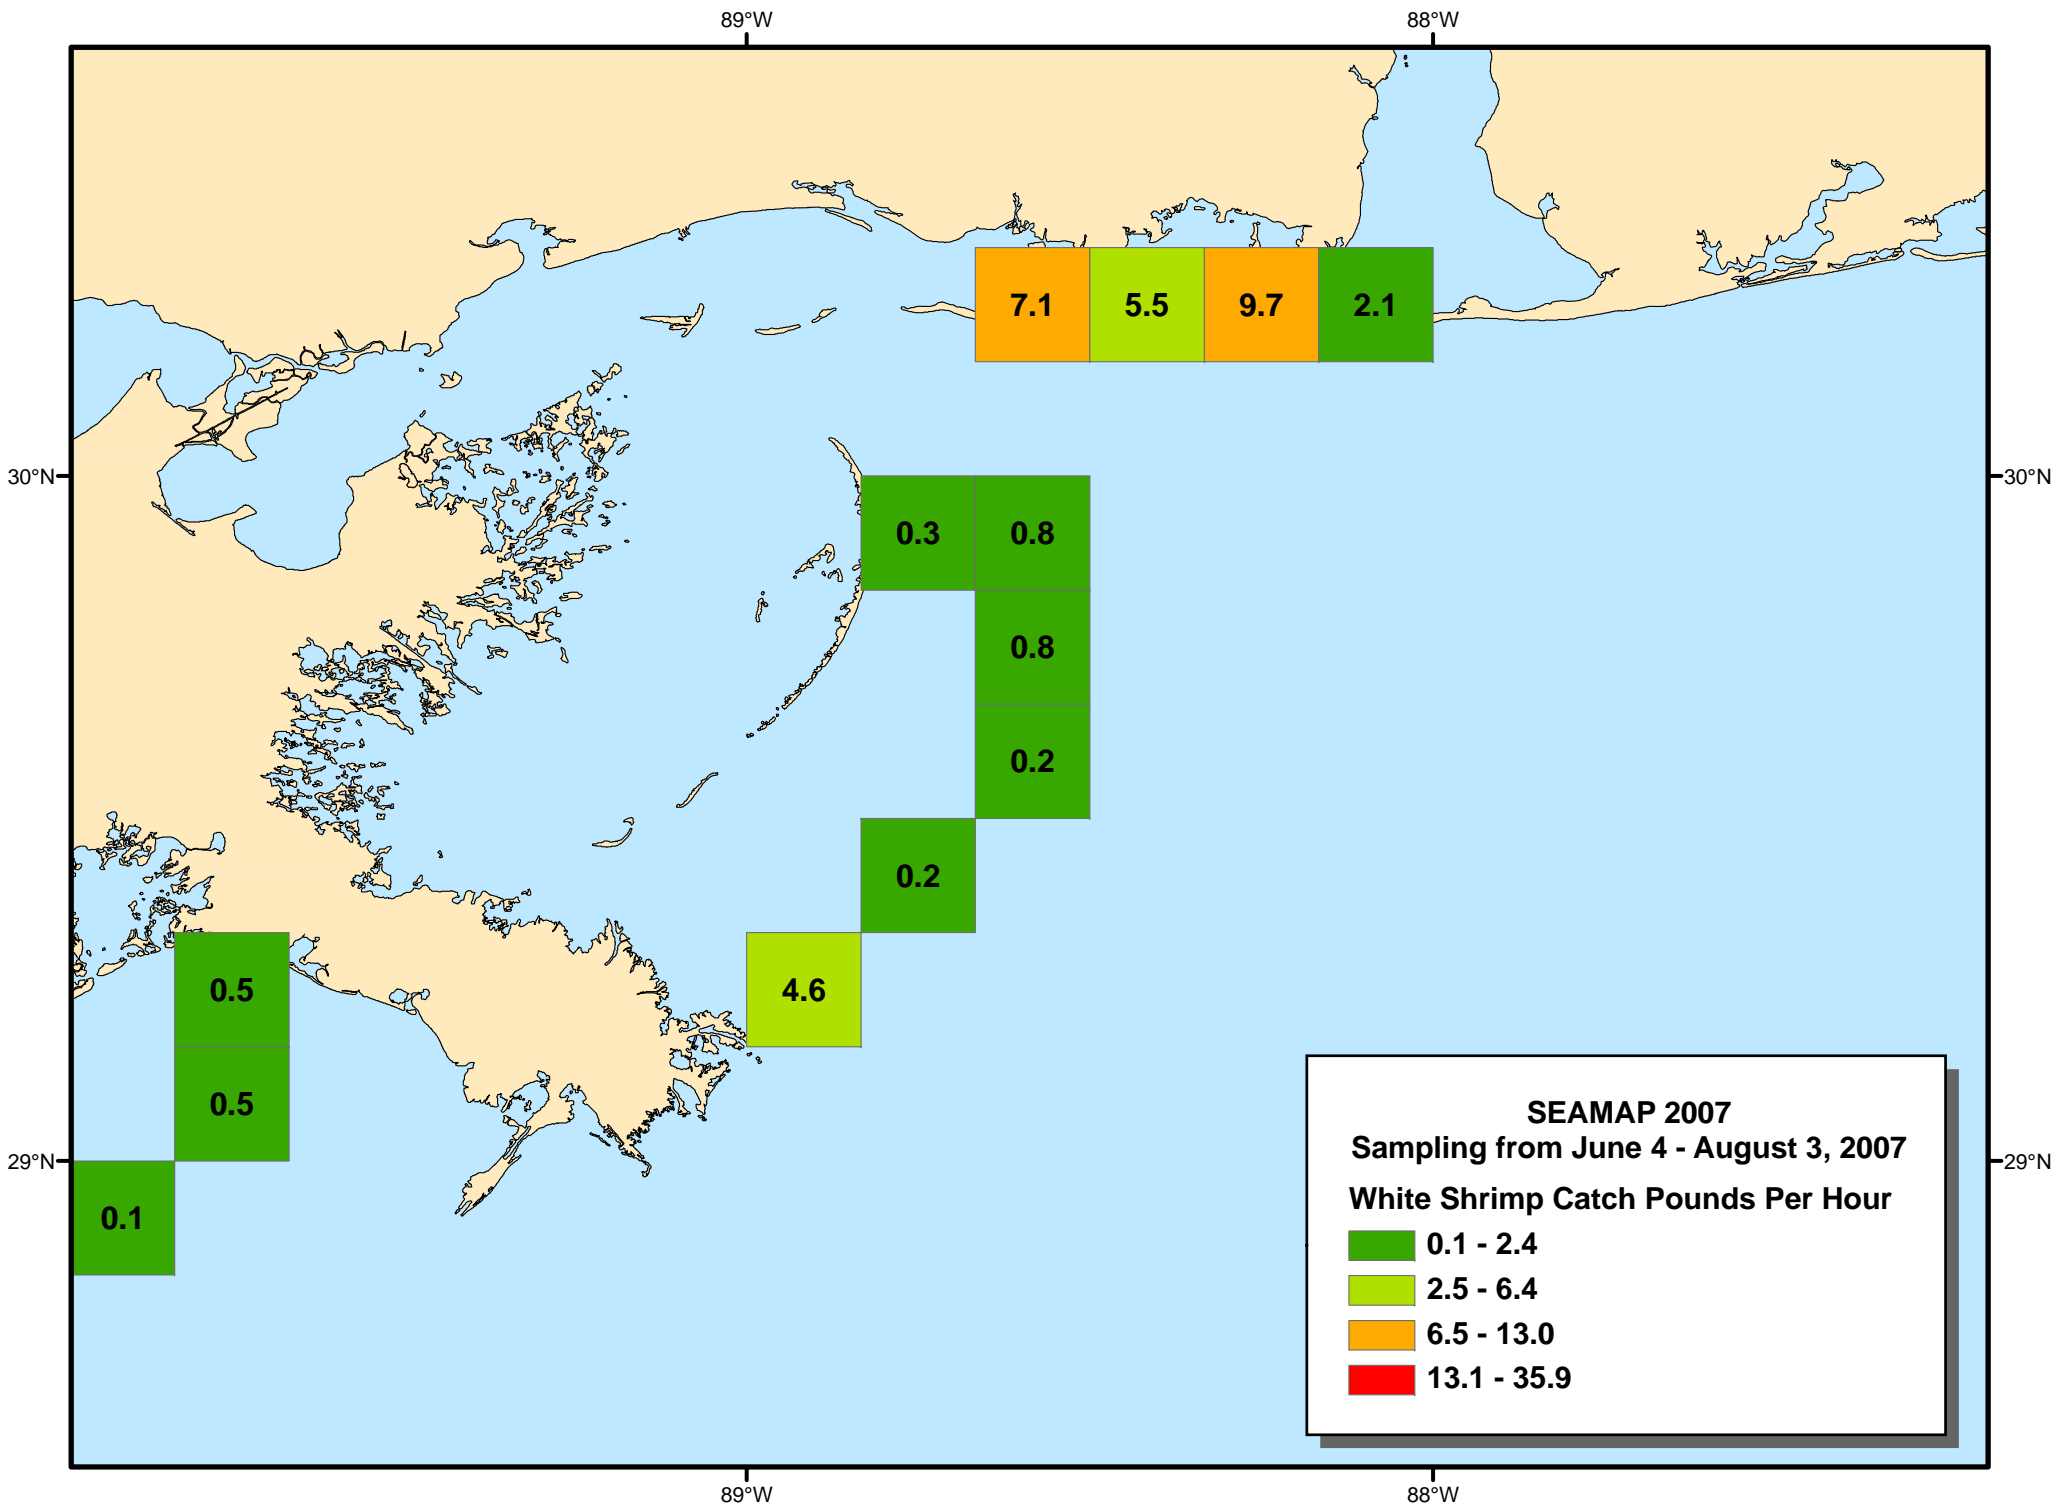 89°W 88°W
7.1 5.5 9.7 2.1
30°N 30°N
0.3 0.8
0.8
0.2
0.2
0.5 4.6
0.5
SEAMAP 2007
Sampling from June 4 - August 3, 2007
29°N 29°N
White Shrimp Catch Pounds Per Hour
0.1
0.1 - 2.4
2.5 - 6.4
6.5 - 13.0
13.1 - 35.9
89°W 88°W